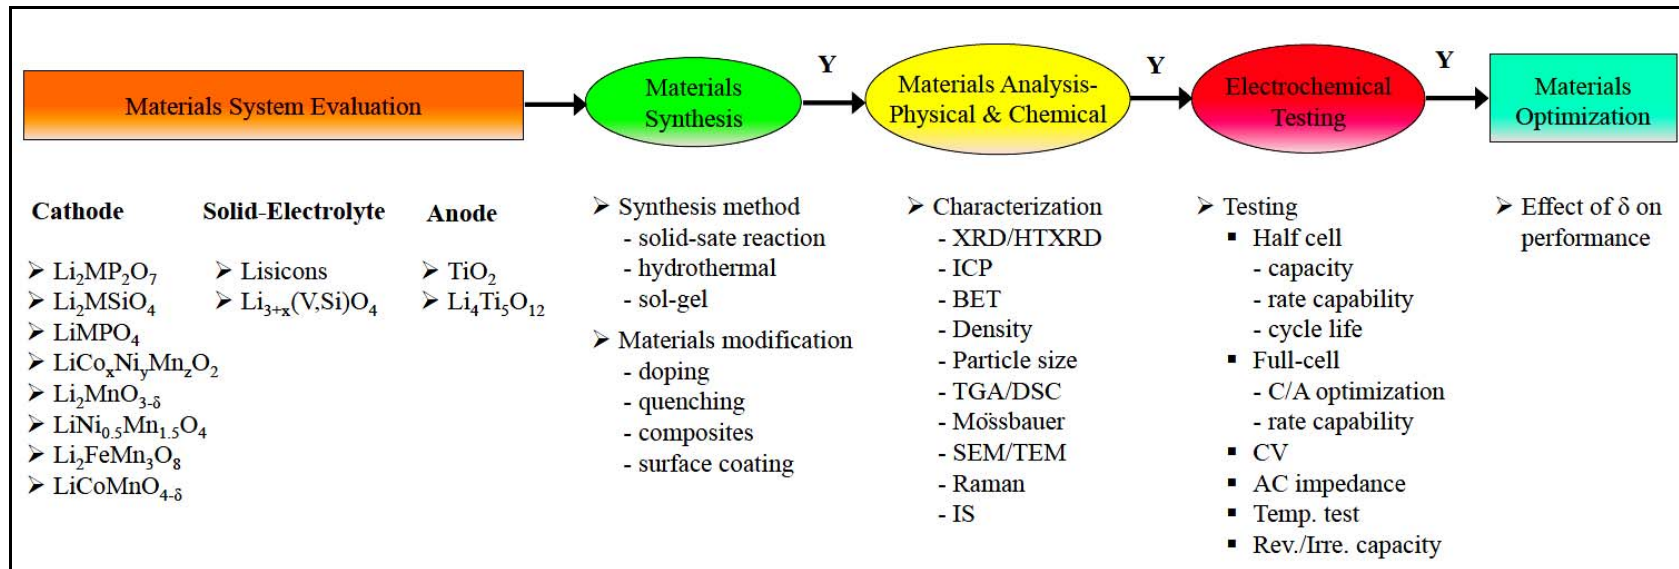 Materials System Evaluation
Materials
Synthesis
Y
Materials Analysis-
Physical & Chemical
Y
Electrochemical
Testing
Y
Materials
Optimization
Cathode
➢ Li₂MP₂O₇
➢ Li₂MSiO₄
➢ LiMPO₄
➢ LiCoₓNiᵧMn_zO₂
➢ Li₂MnO₃₋δ
➢ LiNi₀.₅Mn₁.₅O₄
➢ Li₂FeMn₃O₈
➢ LiCoMnO₄₋δ
Solid-Electrolyte
➢ Lisicons
➢ Li₃₊ₓ(V,Si)O₄
Anode
➢ TiO₂
➢ Li₄Ti₅O₁₂
➢ Synthesis method
- solid-sate reaction
- hydrothermal
- sol-gel
➢ Materials modification
- doping
- quenching
- composites
- surface coating
➢ Characterization
- XRD/HTXRD
- ICP
- BET
- Density
- Particle size
- TGA/DSC
- Mössbauer
- SEM/TEM
- Raman
- IS
➢ Testing
▪ Half cell
- capacity
- rate capability
- cycle life
▪ Full-cell
- C/A optimization
- rate capability
▪ CV
▪ AC impedance
▪ Temp. test
▪ Rev./Irre. capacity
➢ Effect of δ on
performance